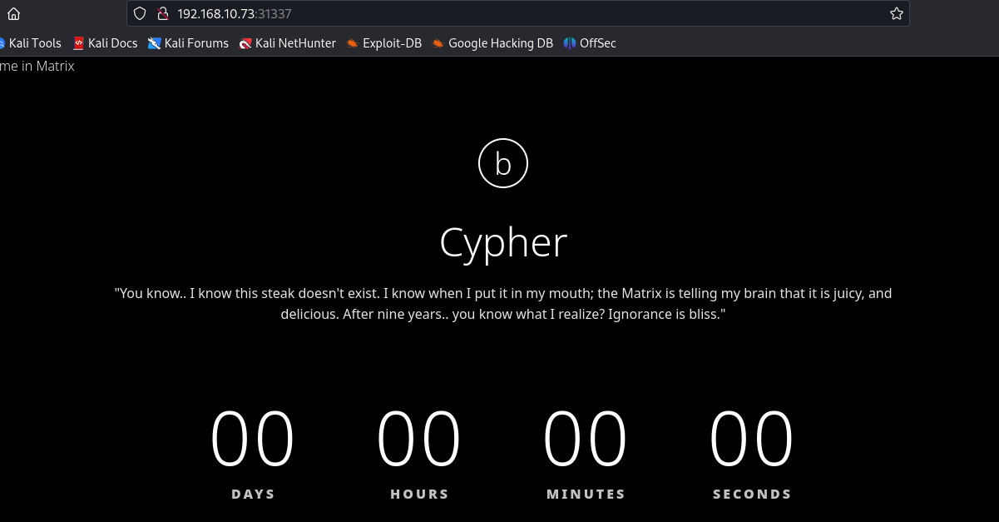 192.168.10.73:31337
Kali Tools Kali Docs Kali Forums Kali NetHunter Exploit-DB Google Hacking DB OffSec
me in Matrix
b
Cypher
"You know.. I know this steak doesn't exist. I know when I put it in my mouth; the Matrix is telling my brain that it is juicy, and
delicious. After nine years.. you know what I realize? Ignorance is bliss."
00 00 00 00
DAYS HOURS MINUTES SECONDS